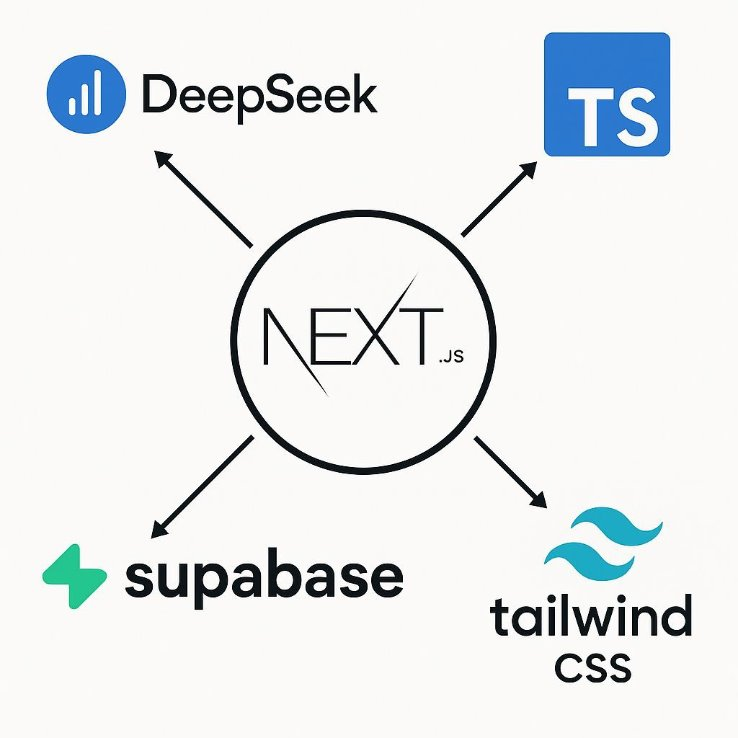 DeepSeek
TS
NEXT.JS
supabase
tailwind
CSS